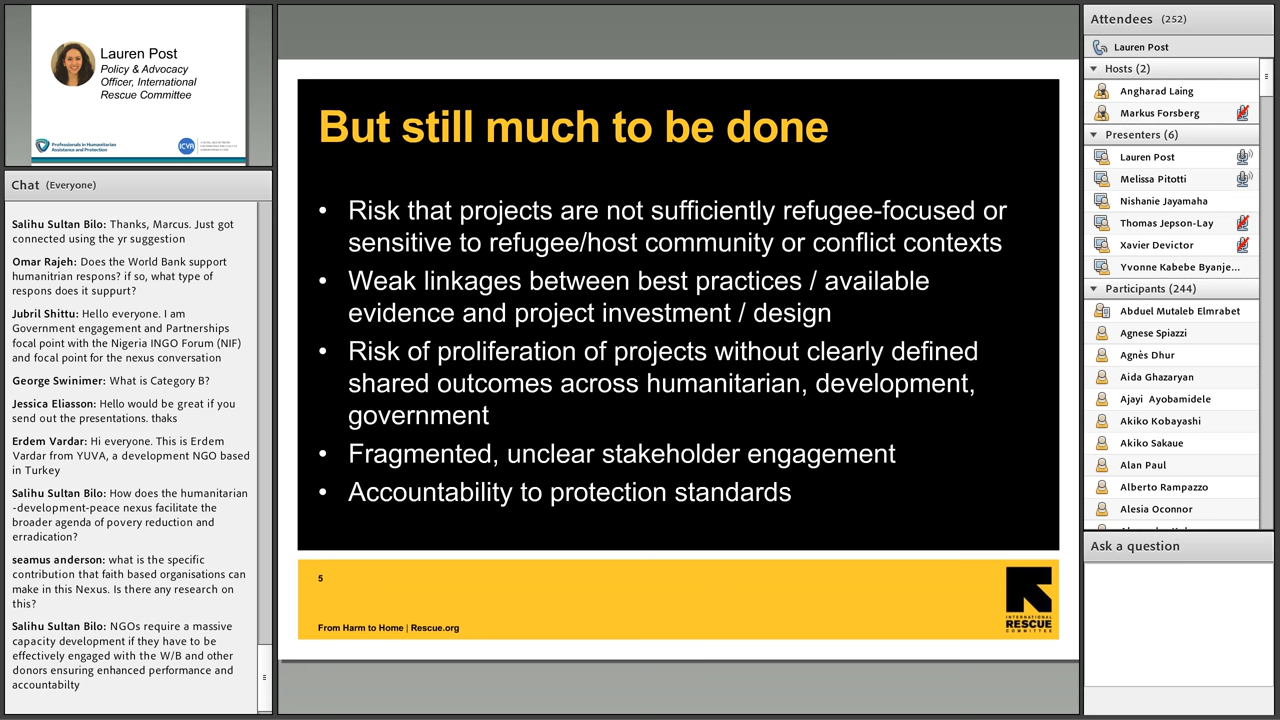 Lauren Post
Policy & Advocacy
Officer, International
Rescue Committee
Professionals in Humanitarian
Assistance and Protection
ICVA
Chat (Everyone)
Salihu Sultan Bilo: Thanks, Marcus. Just got
connected using the yr suggestion
Omar Rajeh: Does the World Bank support
humanitrian respons? if so, what type of
respons does it suppurt?
Jubril Shittu: Hello everyone. I am
Government engagement and Partnerships
focal point with the Nigeria INGO Forum (NIF)
and focal point for the nexus conversation
George Swinimer: What is Category B?
Jessica Eliasson: Hello would be great if you
send out the presentations. thaks
Erdem Vardar: Hi everyone. This is Erdem
Vardar from YUVA, a development NGO based
in Turkey
Salihu Sultan Bilo: How does the humanitarian
-development-peace nexus facilitate the
broader agenda of povery reduction and
erradication?
seamus anderson: what is the specific
contribution that faith based organisations can
make in this Nexus. Is there any research on
this?
Salihu Sultan Bilo: NGOs require a massive
capacity development if they have to be
effectively engaged with the W/B and other
donors ensuring enhanced performance and
accountabilty
But still much to be done
• Risk that projects are not sufficiently refugee-focused or
sensitive to refugee/host community or conflict contexts
• Weak linkages between best practices / available
evidence and project investment / design
• Risk of proliferation of projects without clearly defined
shared outcomes across humanitarian, development,
government
• Fragmented, unclear stakeholder engagement
• Accountability to protection standards
5
From Harm to Home | Rescue.org
INTERNATIONAL
RESCUE
COMMITTEE
Attendees (252)
Lauren Post
Hosts (2)
Angharad Laing
Markus Forsberg
Presenters (6)
Lauren Post
Melissa Pitotti
Nishanie Jayamaha
Thomas Jepson-Lay
Xavier Devictor
Yvonne Kabebe Byanje...
Participants (244)
Abduel Mutaleb Elmrabet
Agnese Spiazzi
Agnès Dhur
Aida Ghazaryan
Ajayi Ayobamidele
Akiko Kobayashi
Akiko Sakaue
Alan Paul
Alberto Rampazzo
Alesia Oconnor
Ask a question